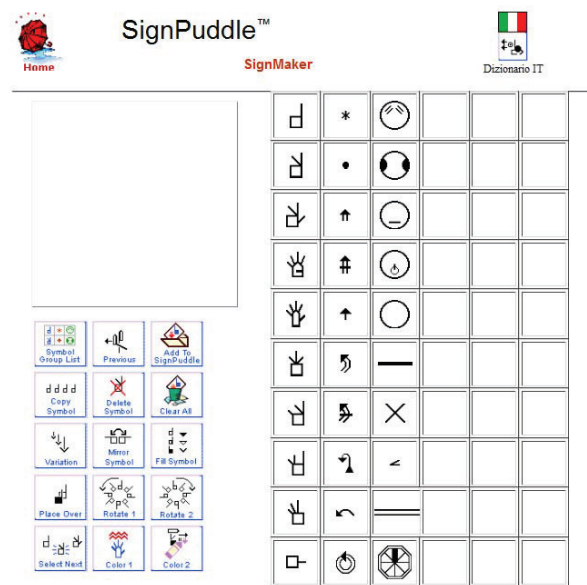 SignPuddle™
SignMaker
Home
Dizionario IT
Symbol
Group List
Previous
Add To
SignPuddle
Copy
Symbol
Delete
Symbol
Clear All
Variation
Mirror
Symbol
Fill Symbol
Place Over
Rotate 1
Rotate 2
Select Next
Color 1
Color 2